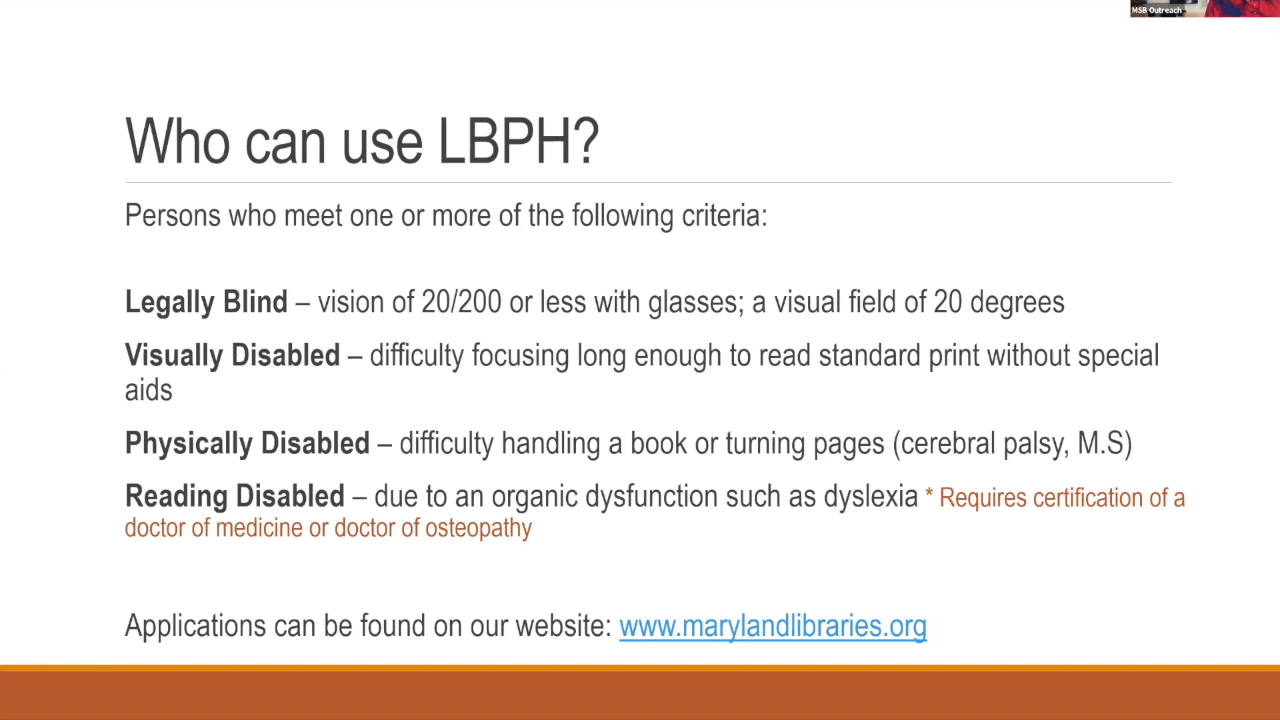 MSB Outreach
Who can use LBPH?
Persons who meet one or more of the following criteria:
Legally Blind – vision of 20/200 or less with glasses; a visual field of 20 degrees
Visually Disabled – difficulty focusing long enough to read standard print without special
aids
Physically Disabled – difficulty handling a book or turning pages (cerebral palsy, M.S)
Reading Disabled – due to an organic dysfunction such as dyslexia * Requires certification of a
doctor of medicine or doctor of osteopathy
Applications can be found on our website: www.marylandlibraries.org